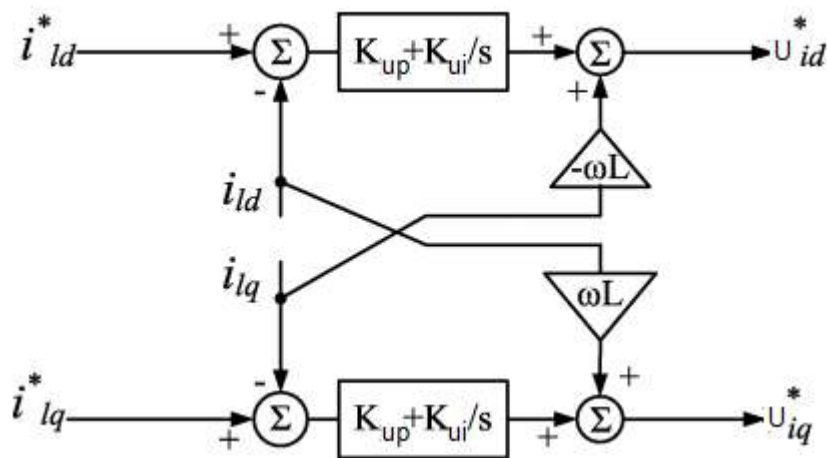 i*ld + Σ - Kup+Kui/s + Σ + U*id
-ωL
ild
ilq
ωL
i*lq + Σ - Kup+Kui/s + Σ + U*iq